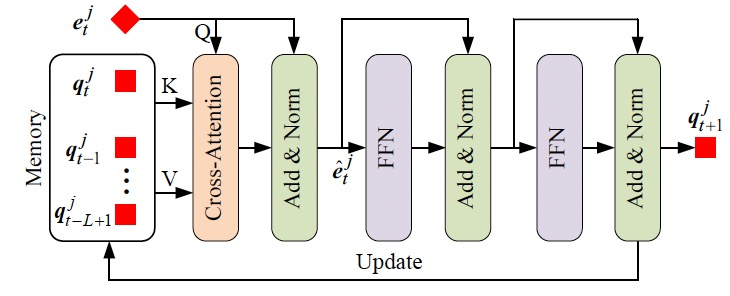 e_t^j
Q
Memory
q_t^j
q_{t-1}^j
⋮
q_{t-L+1}^j
K
V
Cross-Attention
Add & Norm
ê_t^j
FFN
Add & Norm
FFN
Add & Norm
q_{t+1}^j
Update